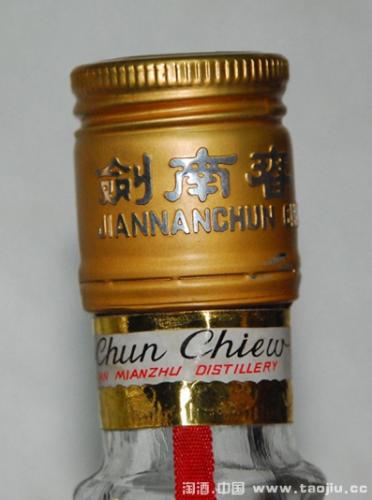 劍南春
JIANNANCHUN
Chun Chiew
MIANZHU DISTILLERY
淘酒.中国 www.taojiu.cc